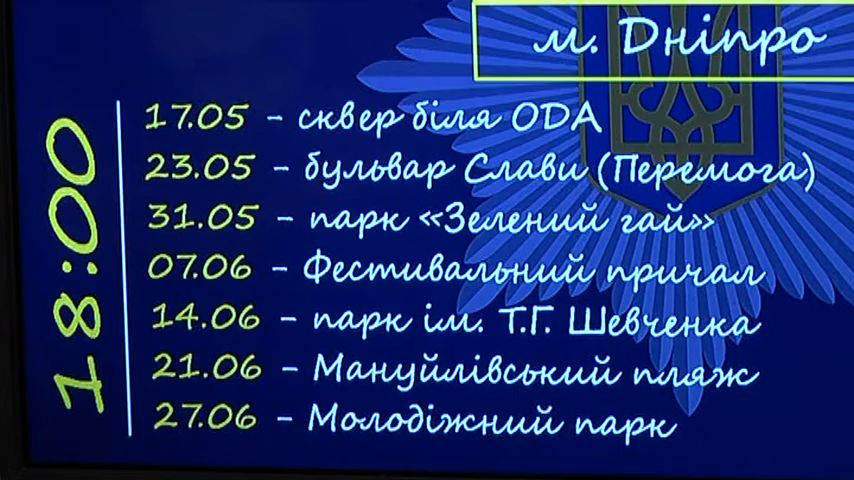 м. Дніпро
18:00
17.05 - сквер біля ОДА
23.05 - бульвар Слави (Перемога)
31.05 - парк «Зелений гай»
07.06 - Фестивальний причал
14.06 - парк ім. Т.Г. Шевченка
21.06 - Мануйлівський пляж
27.06 - Молодіжний парк